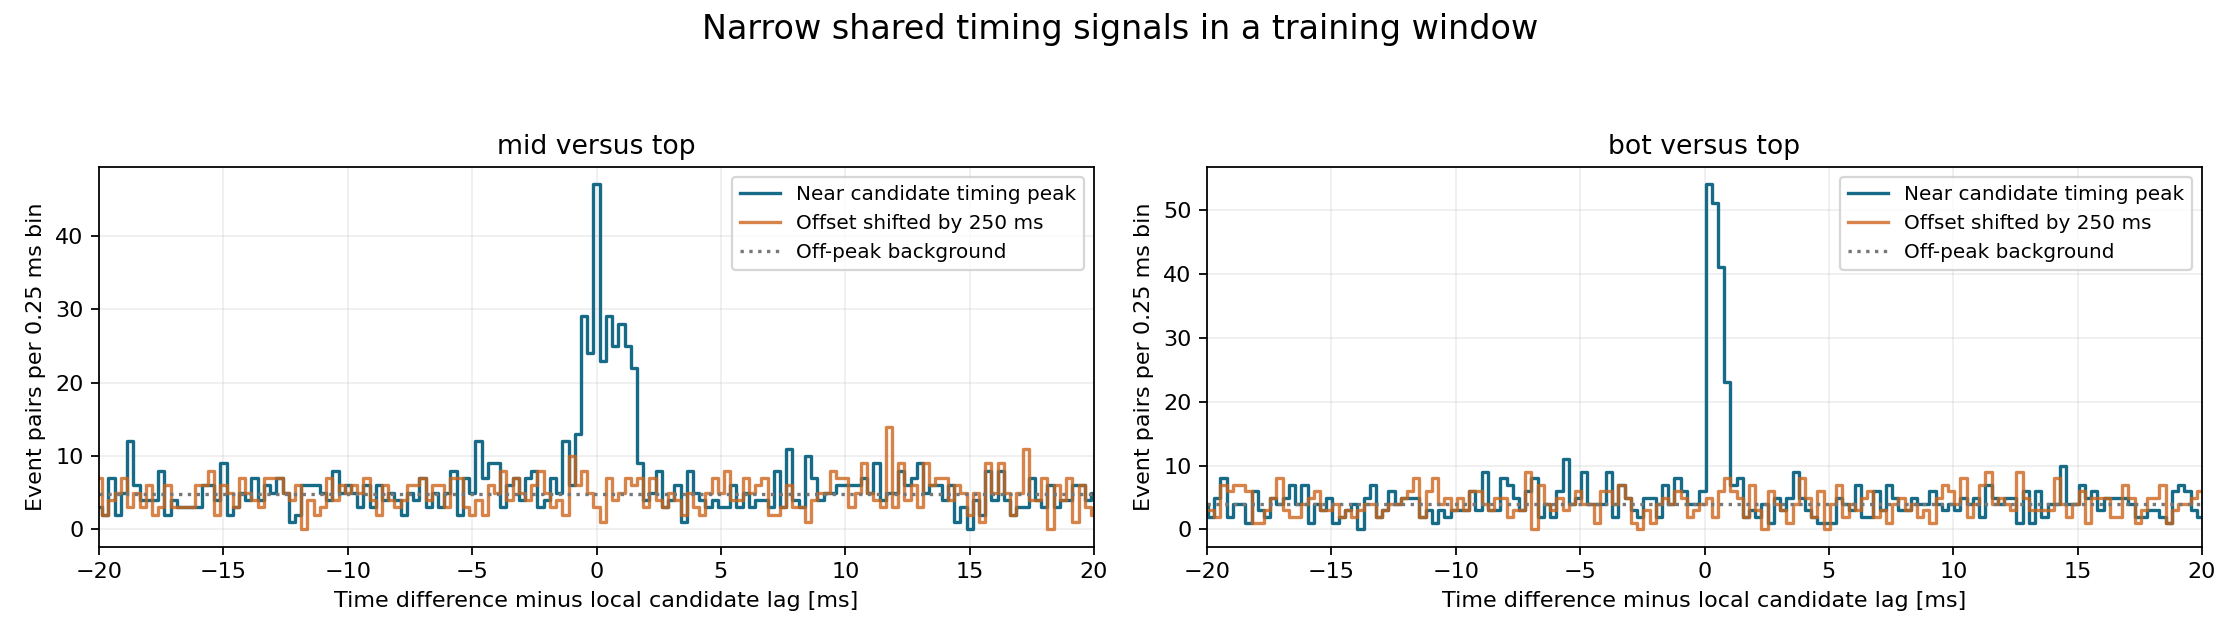 Narrow shared timing signals in a training window
mid versus top
Near candidate timing peak
Offset shifted by 250 ms
Off-peak background
Event pairs per 0.25 ms bin
40
30
20
10
0
−20 −15 −10 −5 0 5 10 15 20
Time difference minus local candidate lag [ms]
bot versus top
Near candidate timing peak
Offset shifted by 250 ms
Off-peak background
Event pairs per 0.25 ms bin
50
40
30
20
10
0
−20 −15 −10 −5 0 5 10 15 20
Time difference minus local candidate lag [ms]